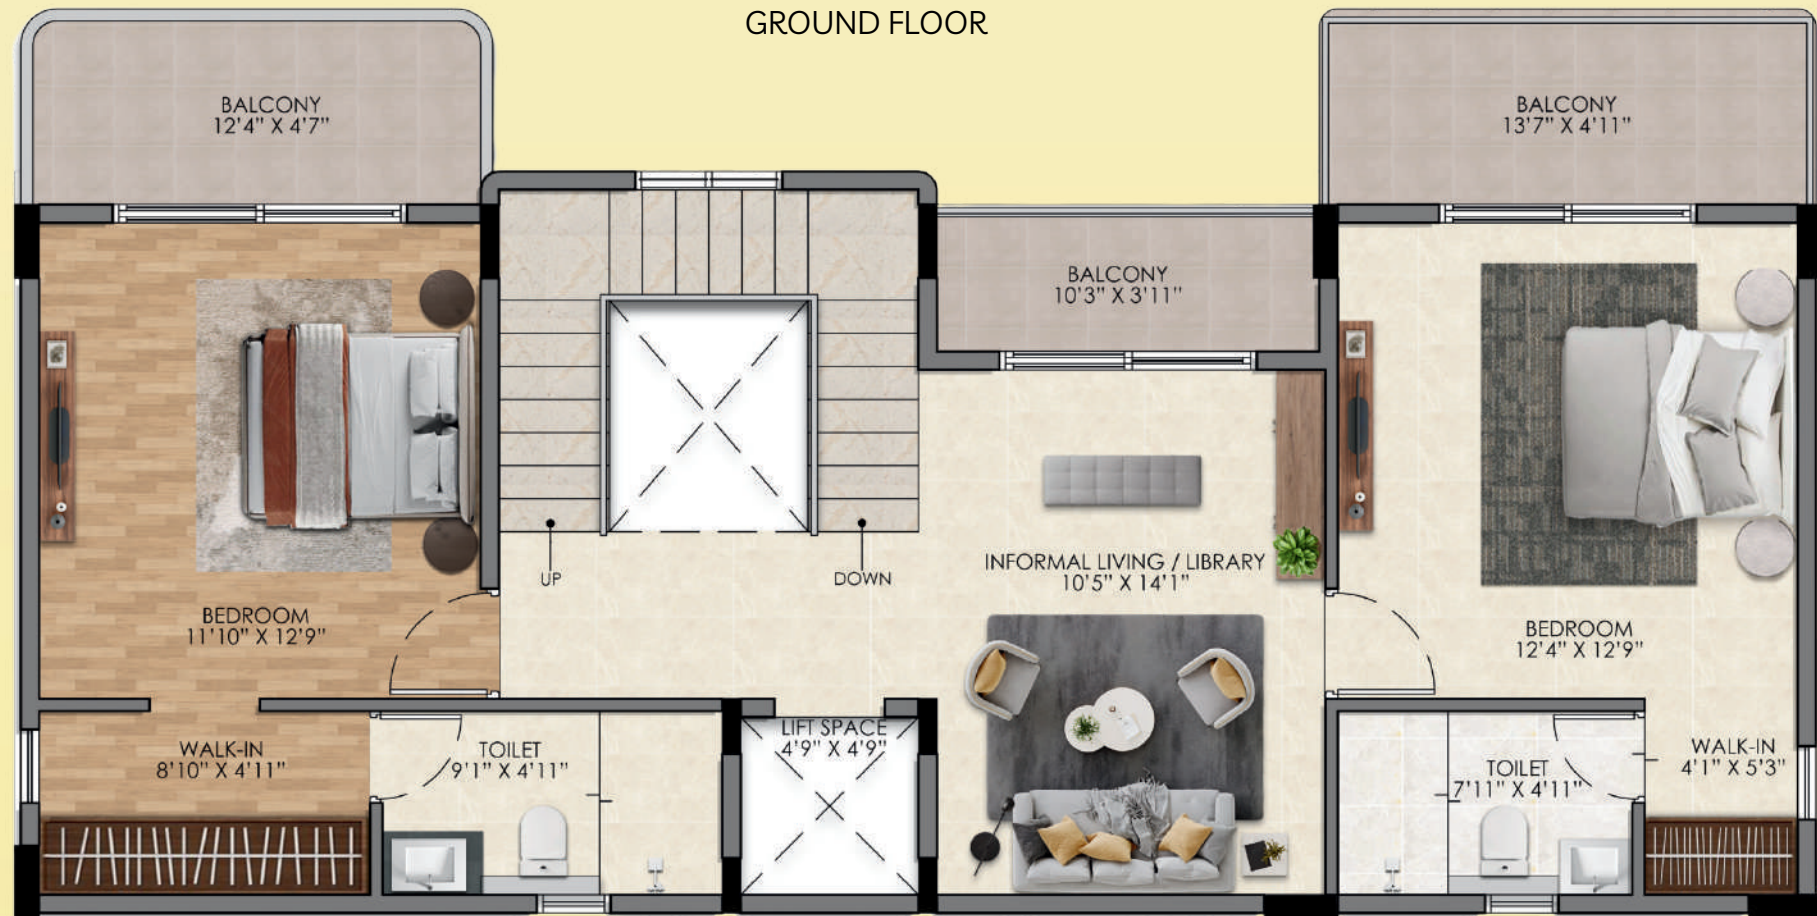 GROUND FLOOR
BALCONY
12'4" X 4'7"
BALCONY
13'7" X 4'11"
BALCONY
10'3" X 3'11"
UP
DOWN
INFORMAL LIVING / LIBRARY
10'5" X 14'1"
BEDROOM
11'10" X 12'9"
BEDROOM
12'4" X 12'9"
WALK-IN
8'10" X 4'11"
TOILET
9'1" X 4'11"
LIFT SPACE
4'9" X 4'9"
TOILET
7'11" X 4'11"
WALK-IN
4'1" X 5'3"